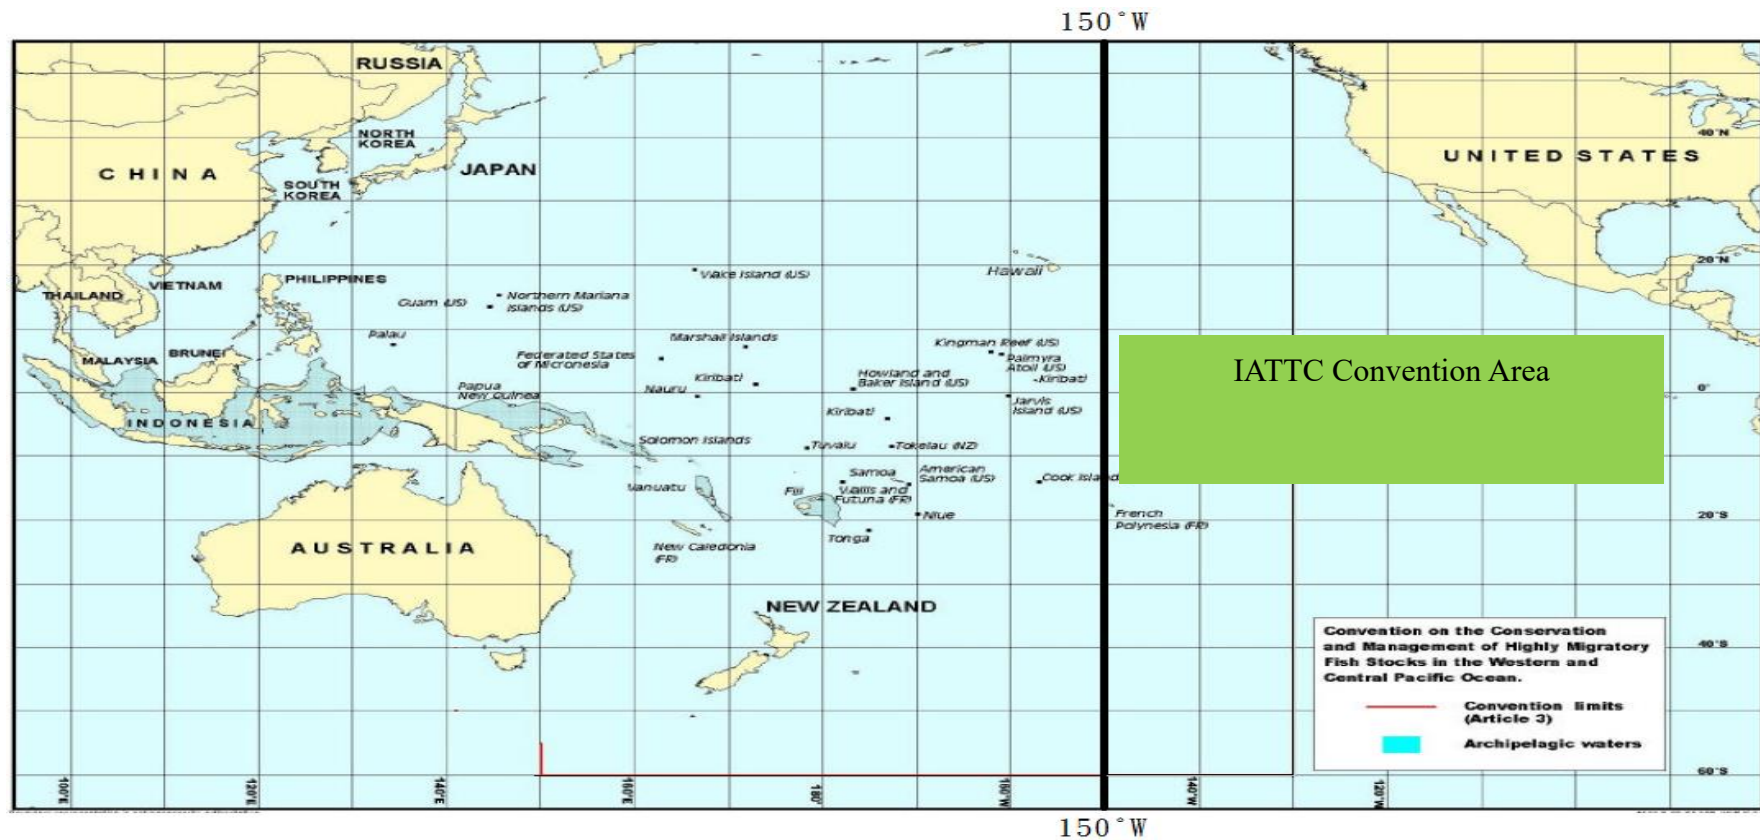 150°W
RUSSIA
NORTH
KOREA
JAPAN
CHINA
SOUTH
KOREA
UNITED STATES
40°N
20°N
Hawaii
Wake Island (US)
PHILIPPINES
VIETNAM
THAILAND
Guam (US)
Northern Mariana
Islands (US)
Palau
Marshall Islands
Kingman Reef (US)
Palmyra
Atoll (US)
Kiribati
IATTC Convention Area
MALAYSIA
BRUNEI
Federated States
of Micronesia
Kiribati
Howland and
Baker Island (US)
Papua
New Guinea
Nauru
0°
Jarvis
Island (US)
Kiribati
INDONESIA
Solomon Islands
Tuvalu
Tokelau (NZ)
Samoa
American
Samoa (US)
Cook Island
Vanuatu
Fiji
Wallis and
Futuna (FR)
Niue
French
Polynesia (FR)
20°S
Tonga
New Caledonia
(FR)
AUSTRALIA
NEW ZEALAND
Convention on the Conservation
and Management of Highly Migratory
Fish Stocks in the Western and
Central Pacific Ocean.
40°S
Convention limits
(Article 3)
Archipelagic waters
60°S
100°E
120°E
140°E
160°E
180°
160°W
140°W
120°W
150°W